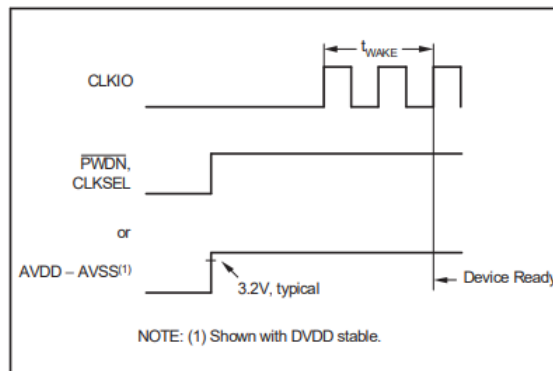 tWAKE
CLKIO
PWDN,
CLKSEL
or
AVDD – AVSS(1)
3.2V, typical
Device Ready
NOTE: (1) Shown with DVDD stable.